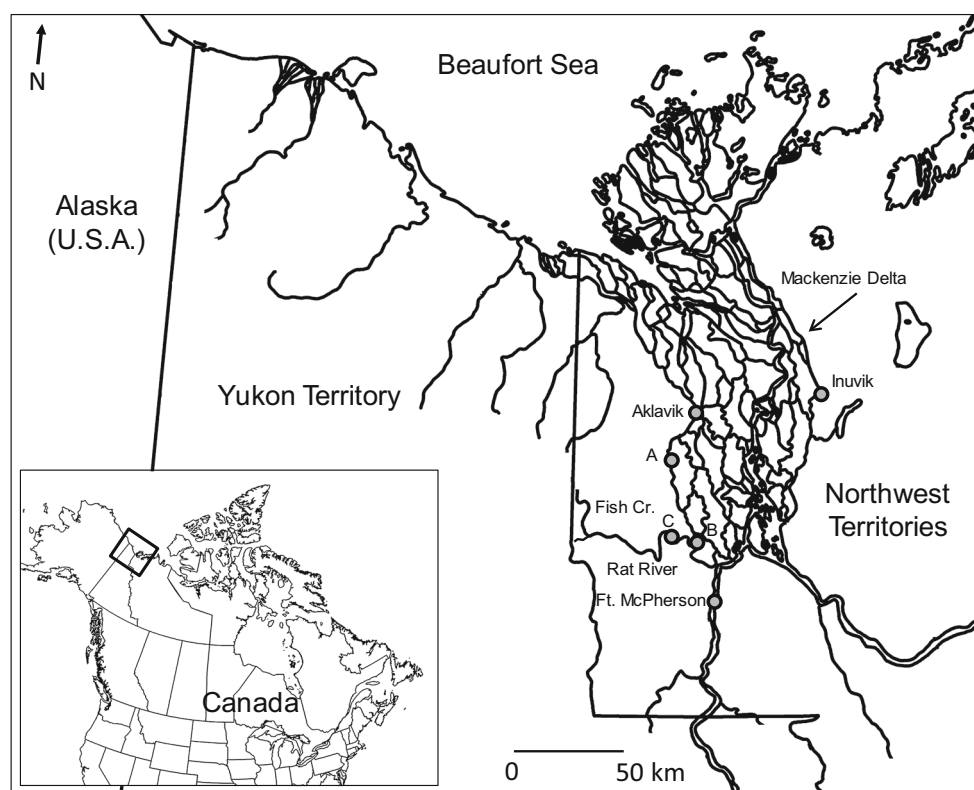 N
Beaufort Sea
Alaska
(U.S.A.)
Mackenzie Delta
Yukon Territory
Inuvik
Aklavik
A
Northwest
Territories
Fish Cr.
C
B
Rat River
Ft. McPherson
Canada
0
50 km